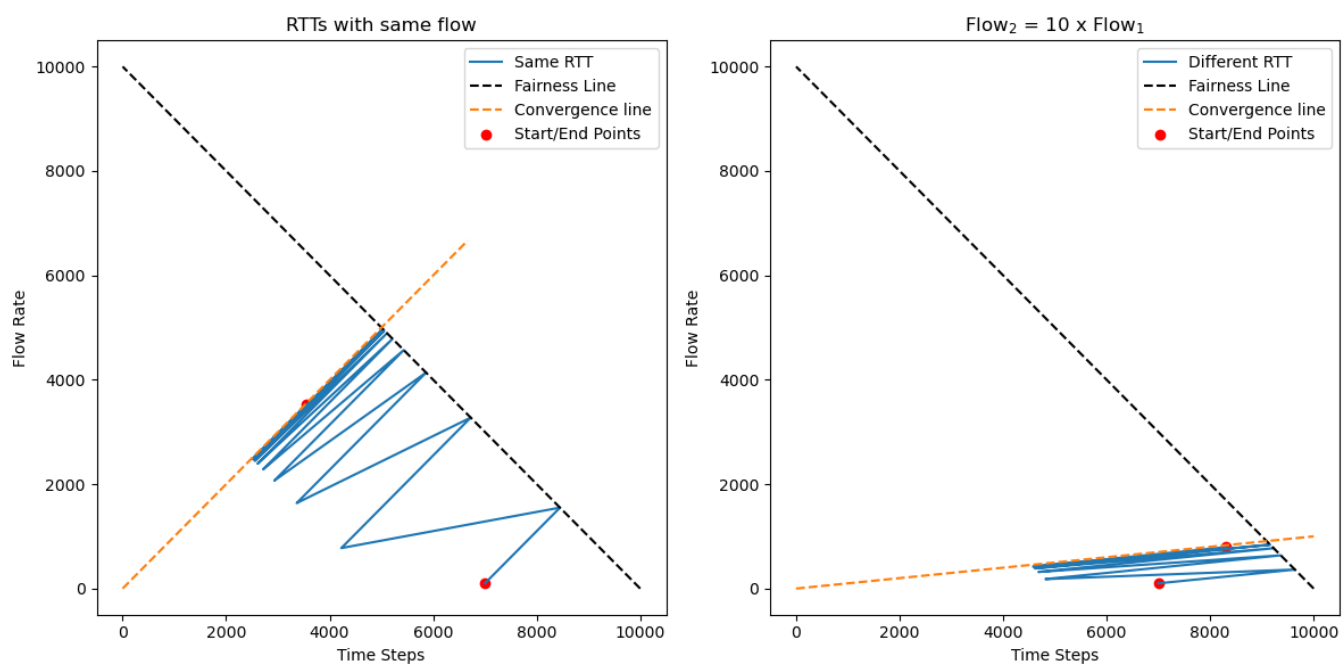 RTTs with same flow
Same RTT
Fairness Line
Convergence line
Start/End Points
10000
8000
6000
4000
2000
0
Flow Rate
0
2000
4000
6000
8000
10000
Time Steps
Flow₂ = 10 x Flow₁
Different RTT
Fairness Line
Convergence line
Start/End Points
10000
8000
6000
4000
2000
0
Flow Rate
0
2000
4000
6000
8000
10000
Time Steps